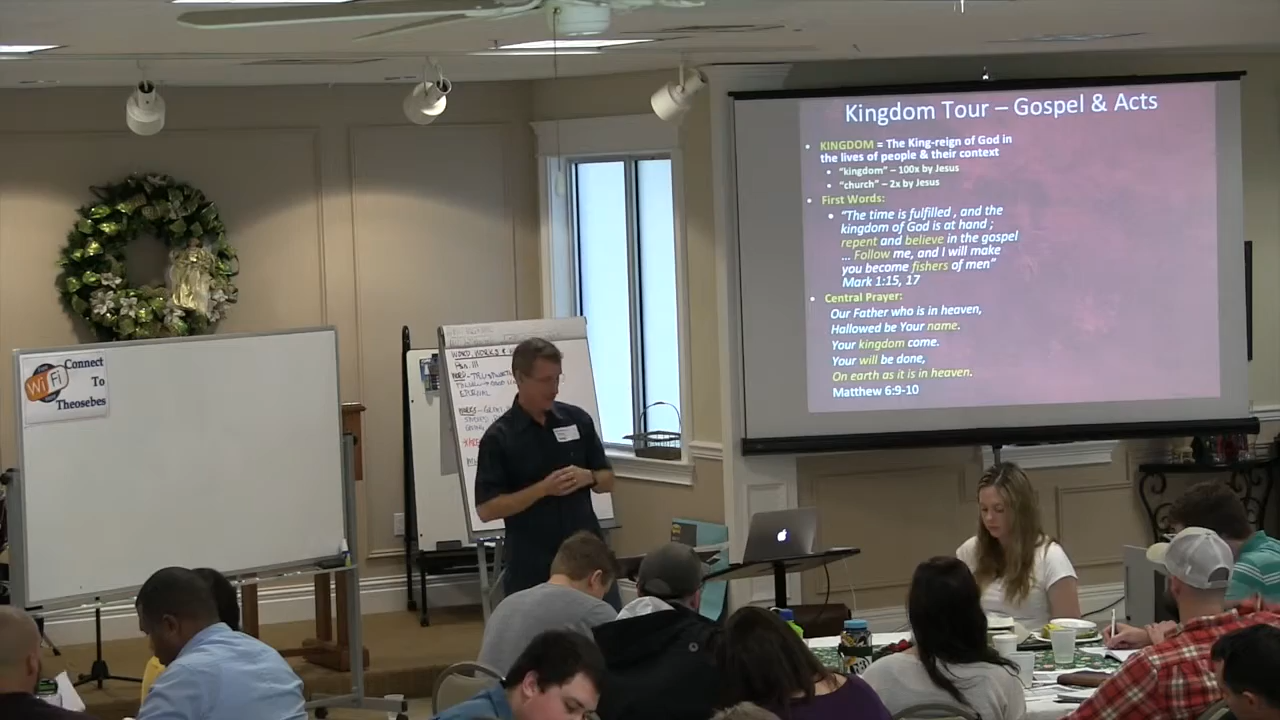 Kingdom Tour – Gospel & Acts
KINGDOM = The King-reign of God in
the lives of people & their context
"kingdom" – 100x by Jesus
"church" – 2x by Jesus
First Words:
"The time is fulfilled , and the
kingdom of God is at hand ;
repent and believe in the gospel
... Follow me, and I will make
you become fishers of men"
Mark 1:15, 17
Central Prayer:
Our Father who is in heaven,
Hallowed be Your name.
Your kingdom come.
Your will be done,
On earth as it is in heaven.
Matthew 6:9-10
WiFi
Connect
To
Theosebes
WORD, WORKS &